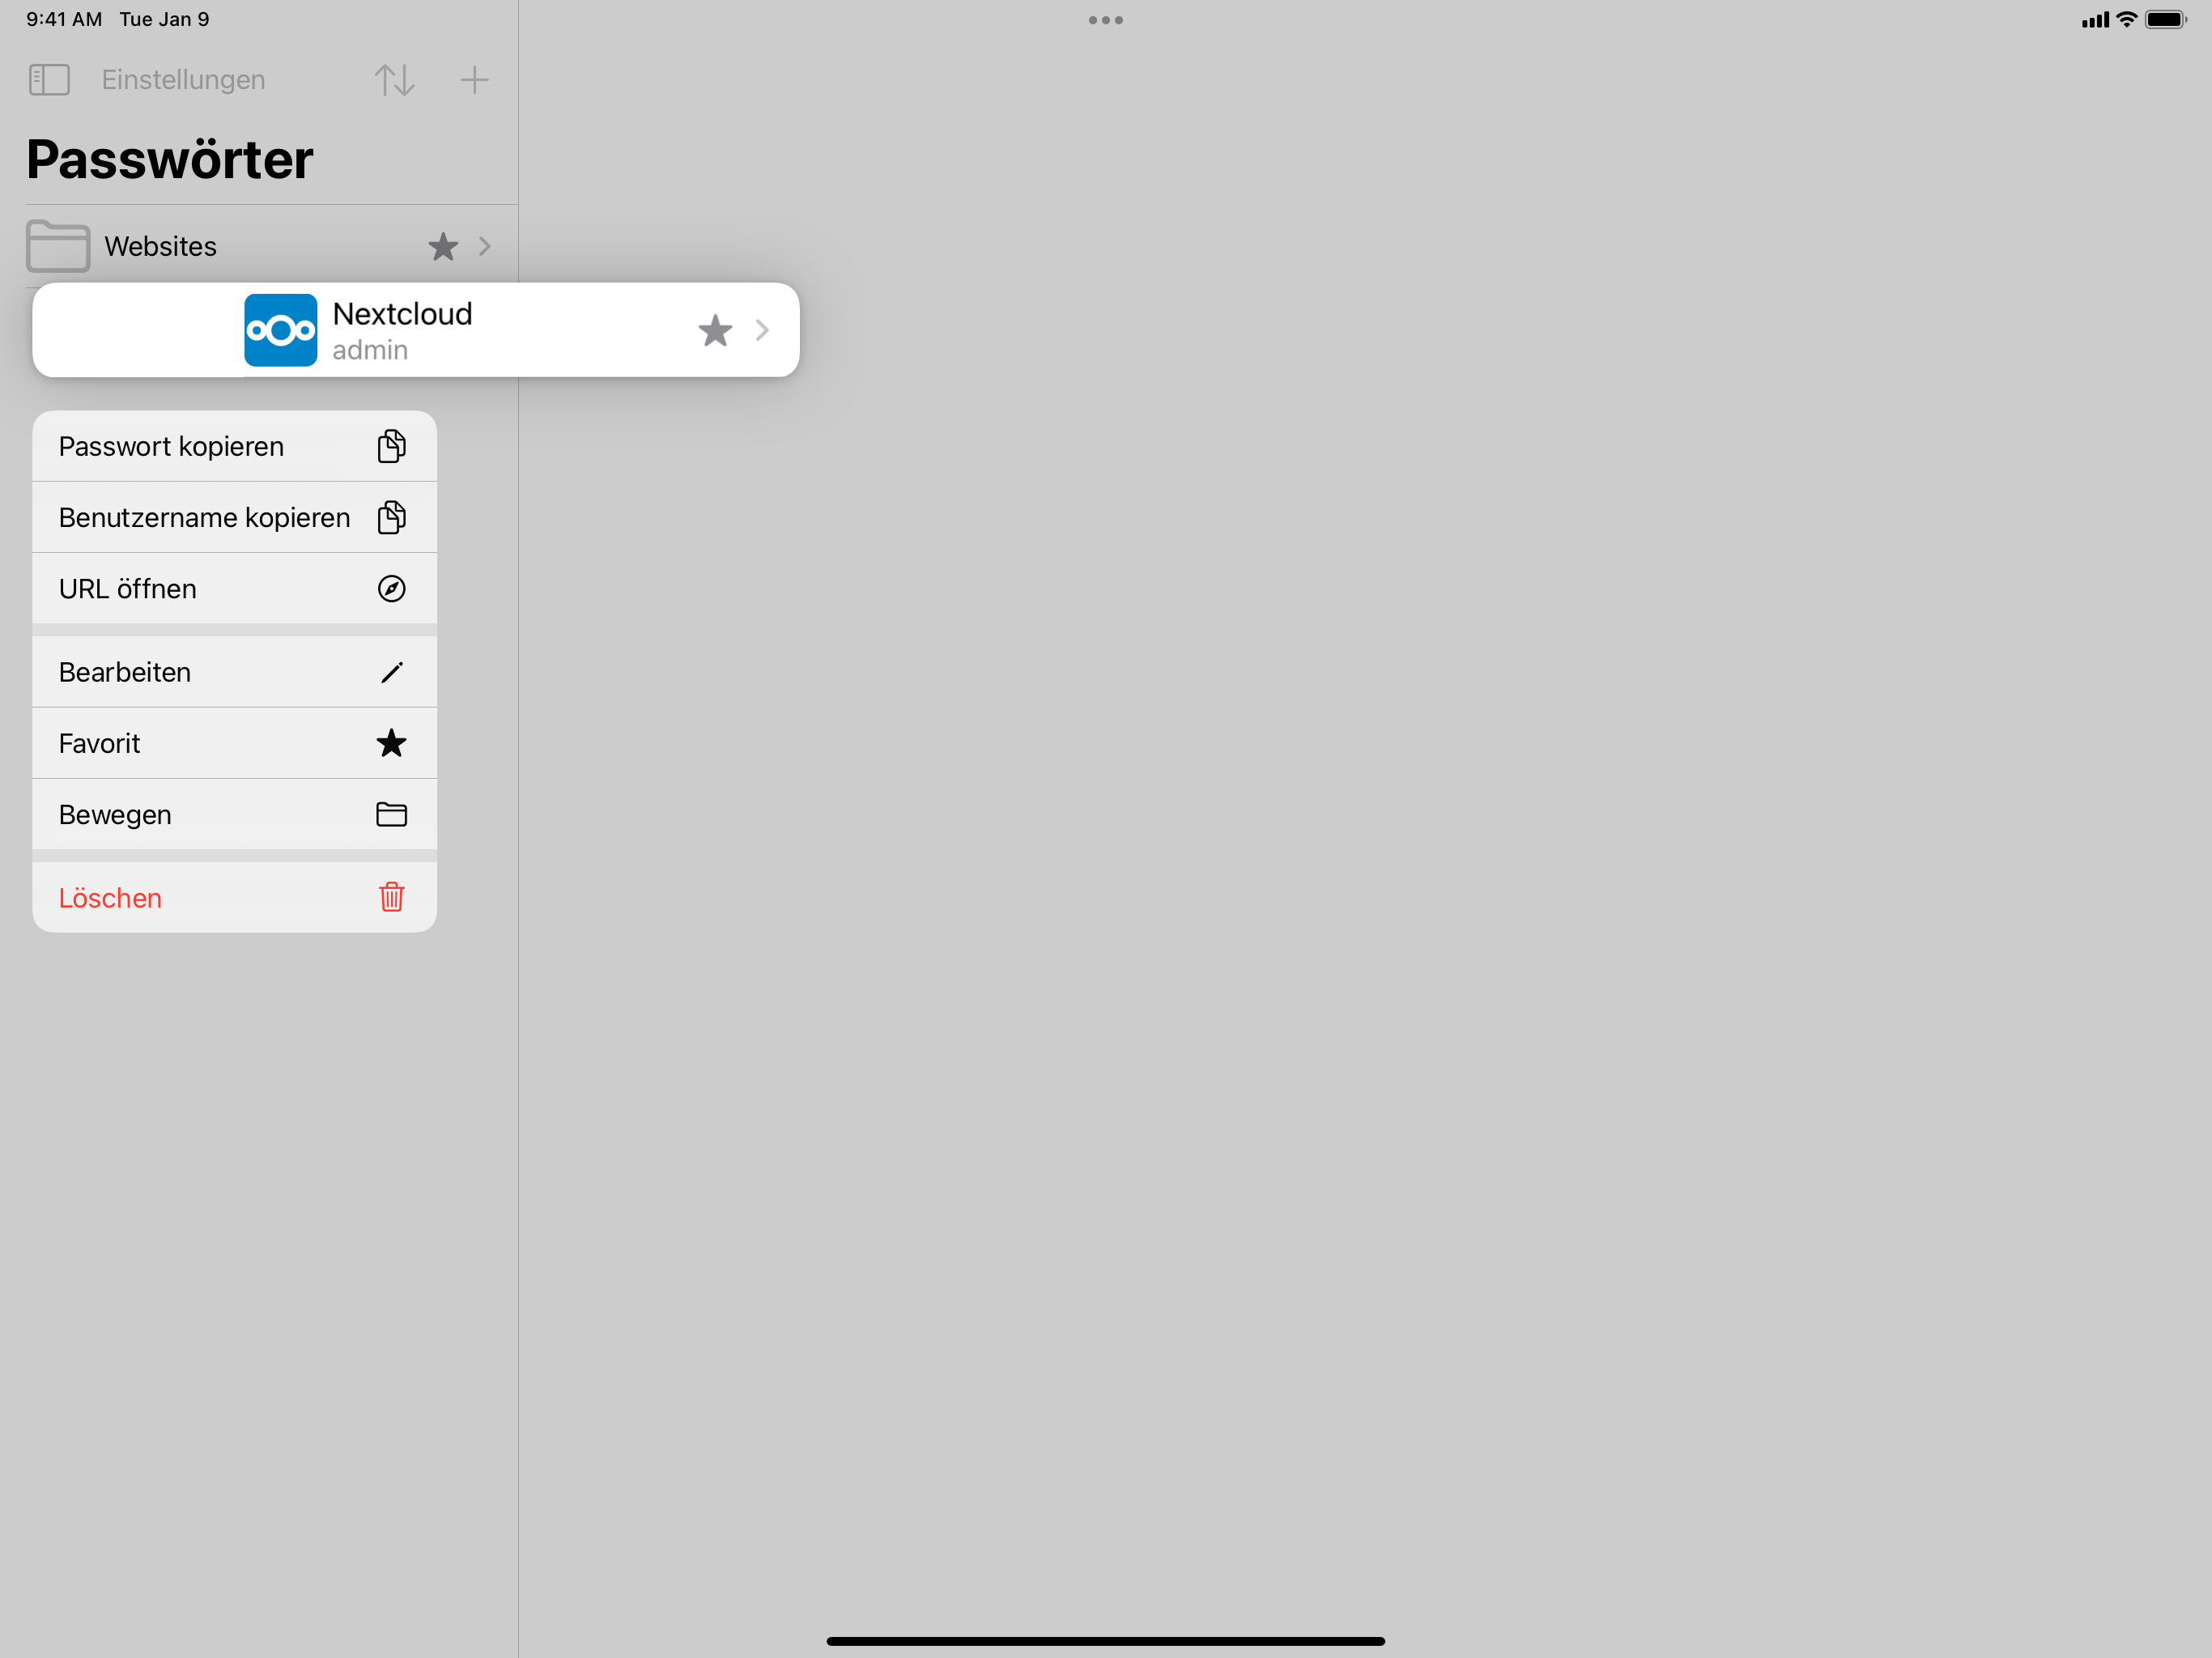 9:41 AM Tue Jan 9
Einstellungen
Passwörter
Websites
Nextcloud
admin
Passwort kopieren
Benutzername kopieren
URL öffnen
Bearbeiten
Favorit
Bewegen
Löschen